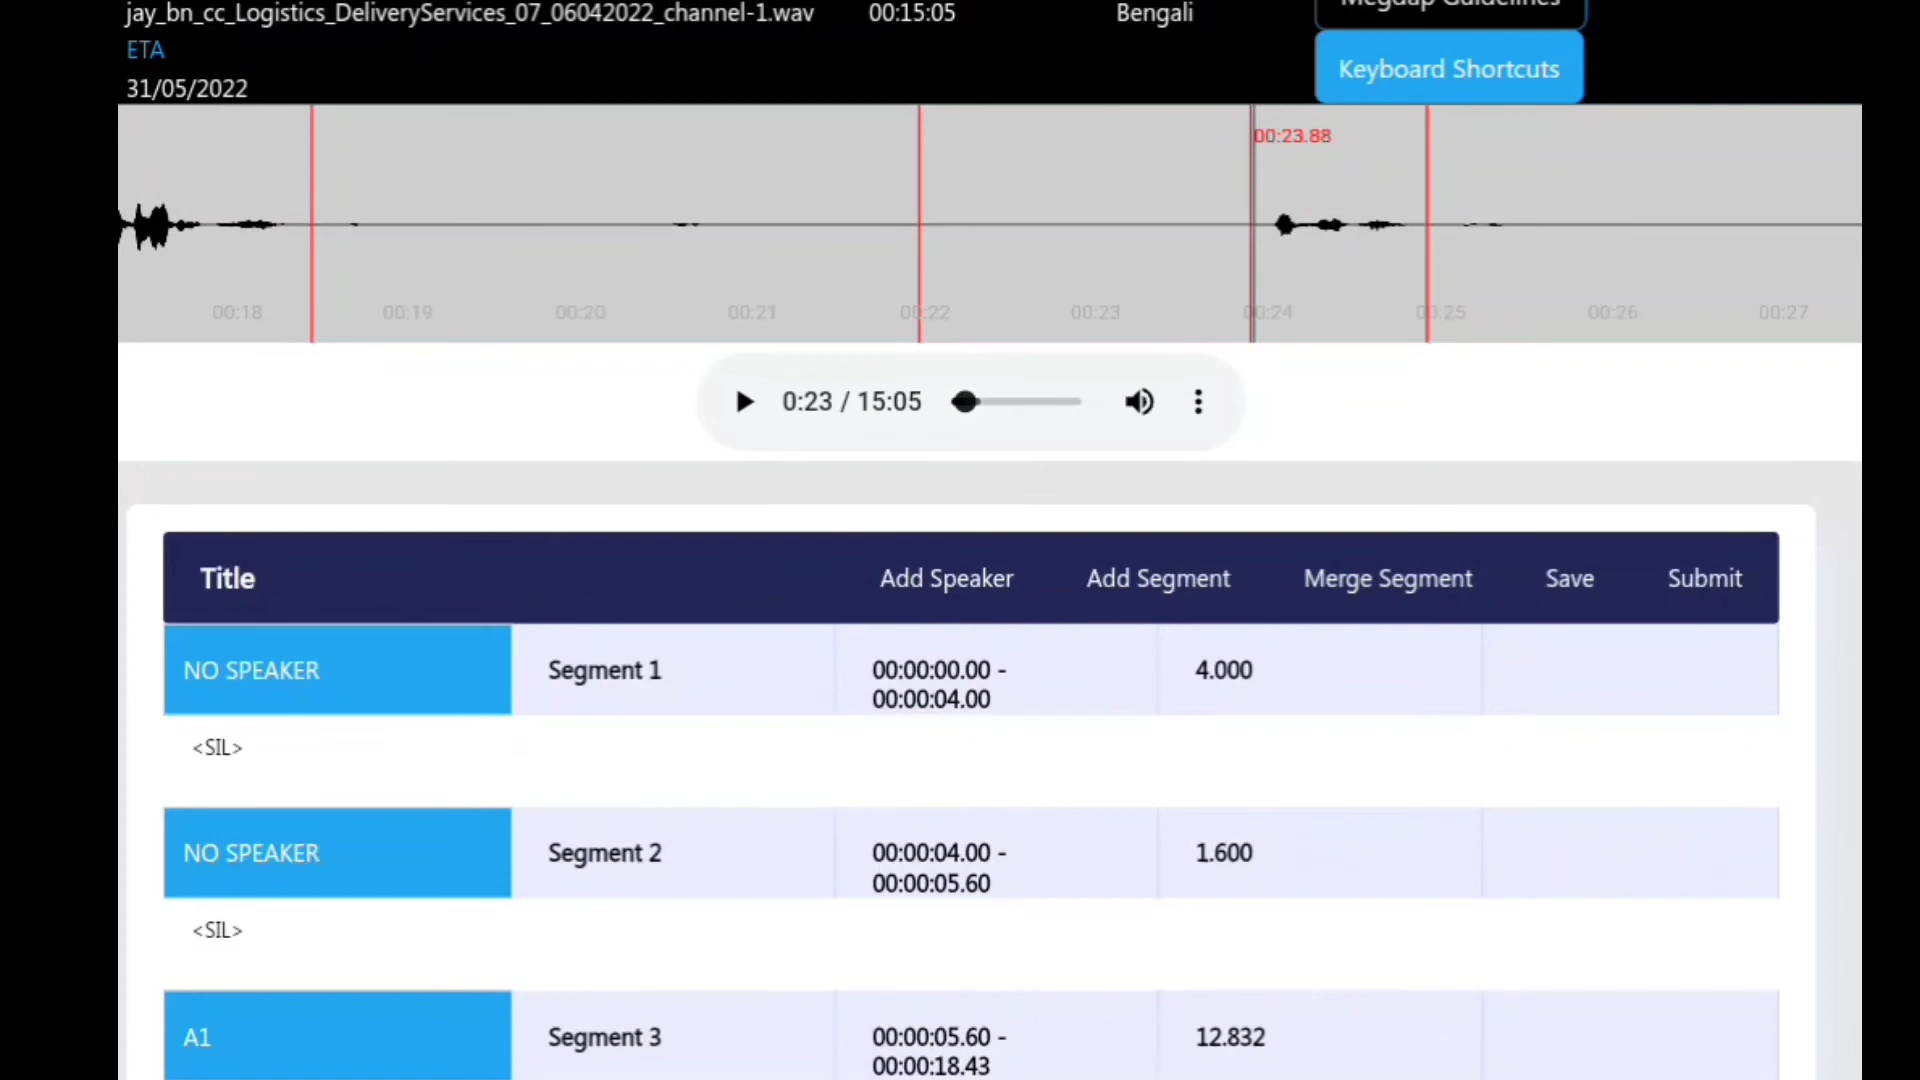 jay_bn_cc_Logistics_DeliveryServices_07_06042022_channel-1.wav 00:15:05 Bengali Megdap Guidelines
ETA
Keyboard Shortcuts
31/05/2022
00:23.88
00:18 00:19 00:20 00:21 00:22 00:23 00:24 00:25 00:26 00:27
0:23 / 15:05
Title Add Speaker Add Segment Merge Segment Save Submit
NO SPEAKER Segment 1 00:00:00.00 - 4.000
00:00:04.00
<SIL>
NO SPEAKER Segment 2 00:00:04.00 - 1.600
00:00:05.60
<SIL>
A1 Segment 3 00:00:05.60 - 12.832
00:00:18.43